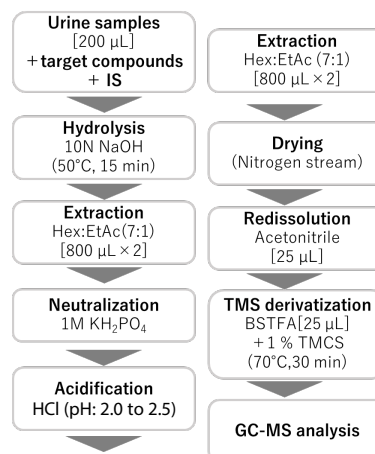 Urine samples
[200 µL]
+target compounds
+ IS
Hydrolysis
10N NaOH
(50°C, 15 min)
Extraction
Hex:EtAc(7:1)
[800 µL×2]
Neutralization
1M KH₂PO₄
Acidification
HCl (pH: 2.0 to 2.5)
Extraction
Hex:EtAc (7:1)
[800 µL×2]
Drying
(Nitrogen stream)
Redissolution
Acetonitrile
[25 µL]
TMS derivatization
BSTFA[25 µL]
+1 % TMCS
(70°C,30 min)
GC-MS analysis